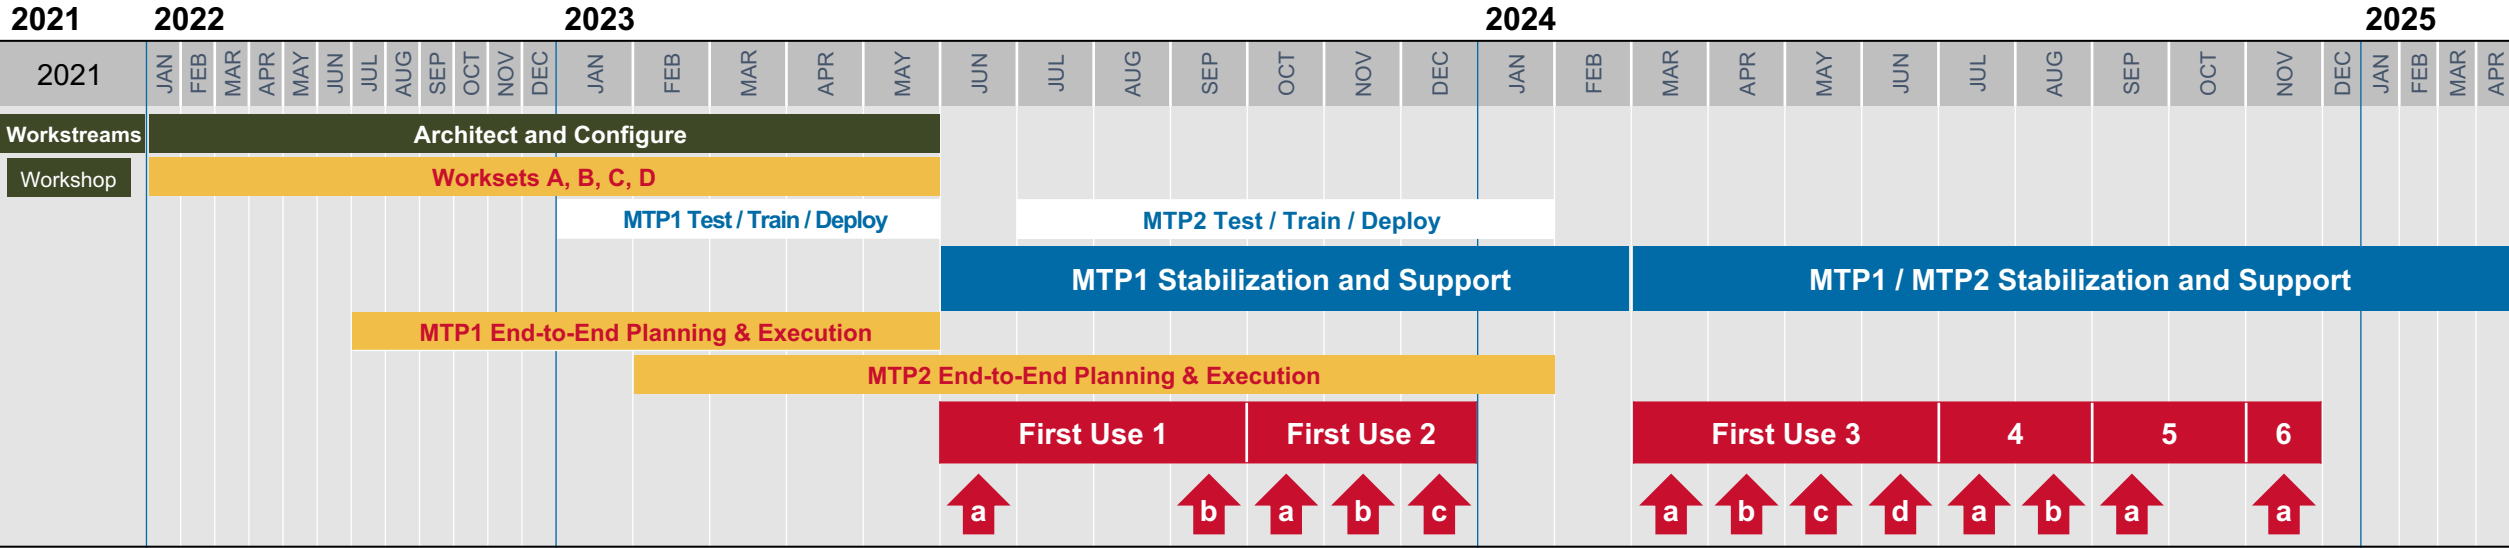 2021 2022 2023 2024 2025
2021 JAN FEB MAR APR MAY JUN JUL AUG SEP OCT NOV DEC JAN FEB MAR APR MAY JUN JUL AUG SEP OCT NOV DEC JAN FEB MAR APR MAY JUN JUL AUG SEP OCT NOV DEC JAN FEB MAR APR
Workstreams Architect and Configure
Workshop Worksets A, B, C, D
MTP1 Test / Train / Deploy MTP2 Test / Train / Deploy
MTP1 Stabilization and Support MTP1 / MTP2 Stabilization and Support
MTP1 End-to-End Planning & Execution
MTP2 End-to-End Planning & Execution
First Use 1 First Use 2 First Use 3 4 5 6
a b a b c a b c d a b a a